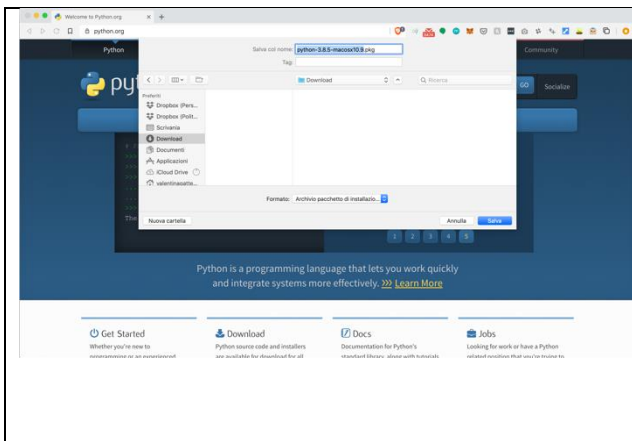 Welcome to Python.org
python.org
Python
Community
Salva col nome: python-3.8.5-macosx10.9.pkg
Tag:
Download
Ricerca
GO
Socialize
Preferiti
Dropbox (Pers...
Dropbox (Polit...
Scrivania
Download
Documenti
Applicazioni
iCloud Drive
valentinapatte...
Formato: Archivio pacchetto di installazio...
Nuova cartella
Annulla
Salva
1 2 3 4 5
Python is a programming language that lets you work quickly
and integrate systems more effectively. >>> Learn More
Get Started
Whether you're new to
programming or an experienced
Download
Python source code and installers
are available for download for all
Docs
Documentation for Python's
standard library, along with tutorials
Jobs
Looking for work or have a Python
related position that you're trying to